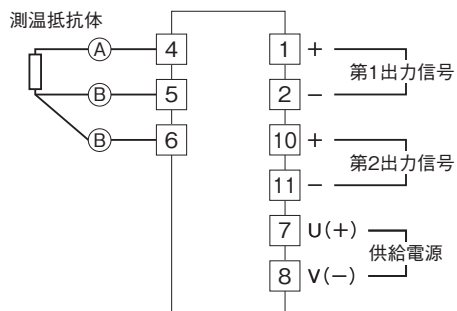 測温抵抗体
A 4
B 5
B 6
1 +
2 −
第1出力信号
10 +
11 −
第2出力信号
7 U(+)
8 V(−)
供給電源